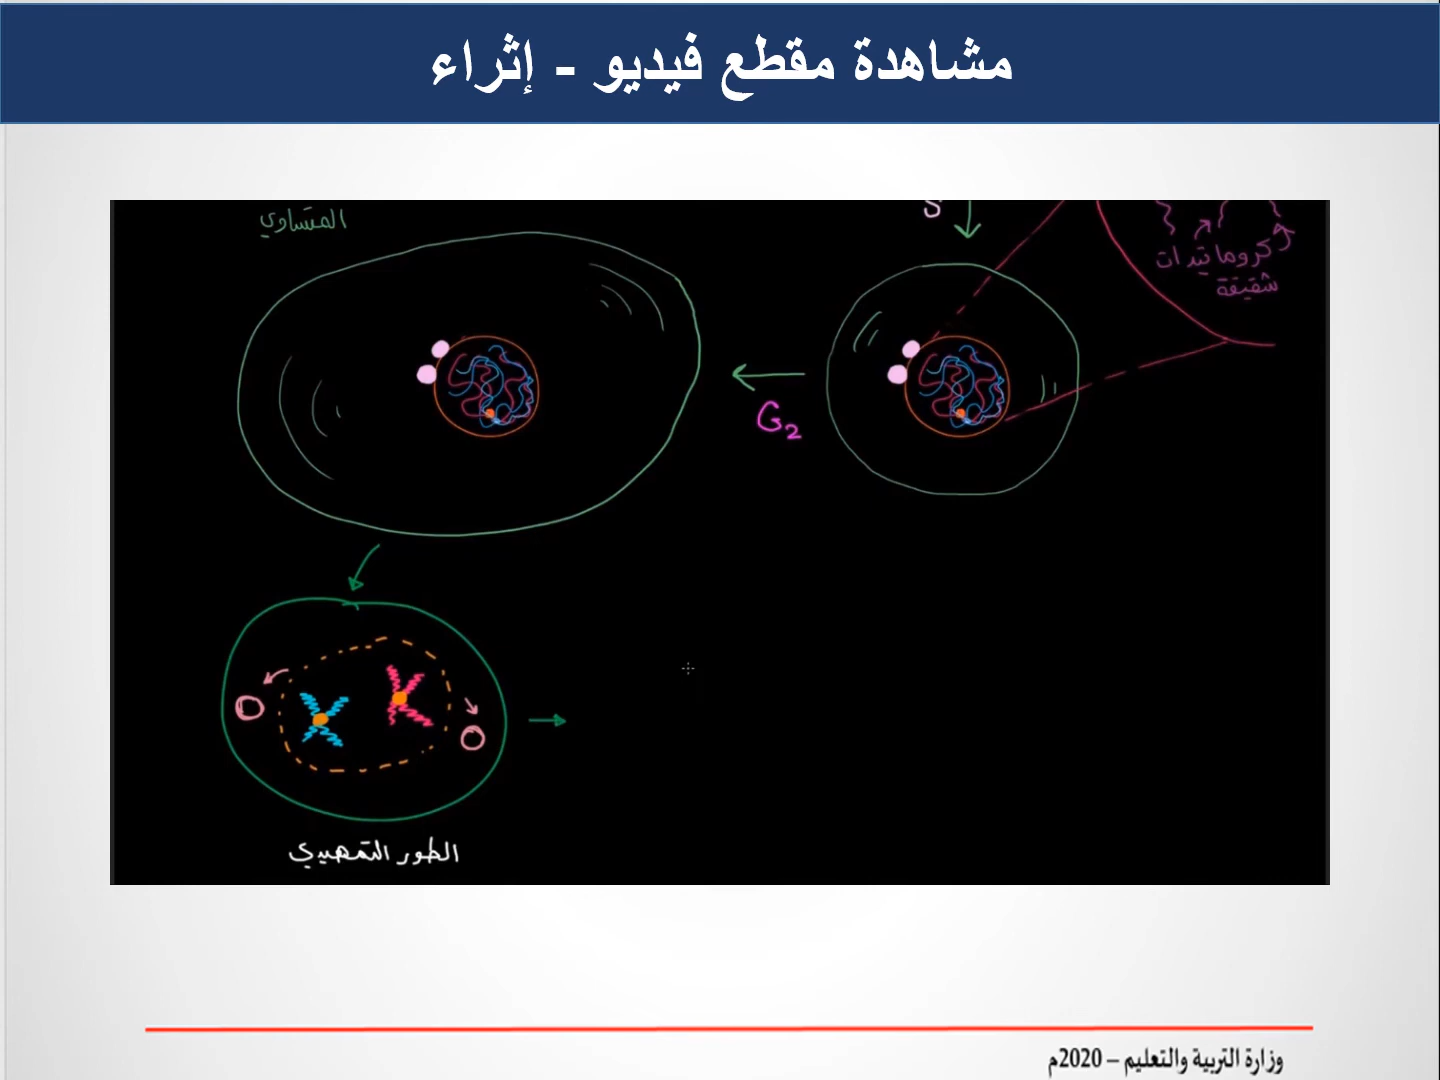 مشاهدة مقطع فيديو - إثراء
المتساوي
S
كروماتيدات
شقيقة
G2
الطور التمهيدي
وزارة التربية والتعليم – 2020م